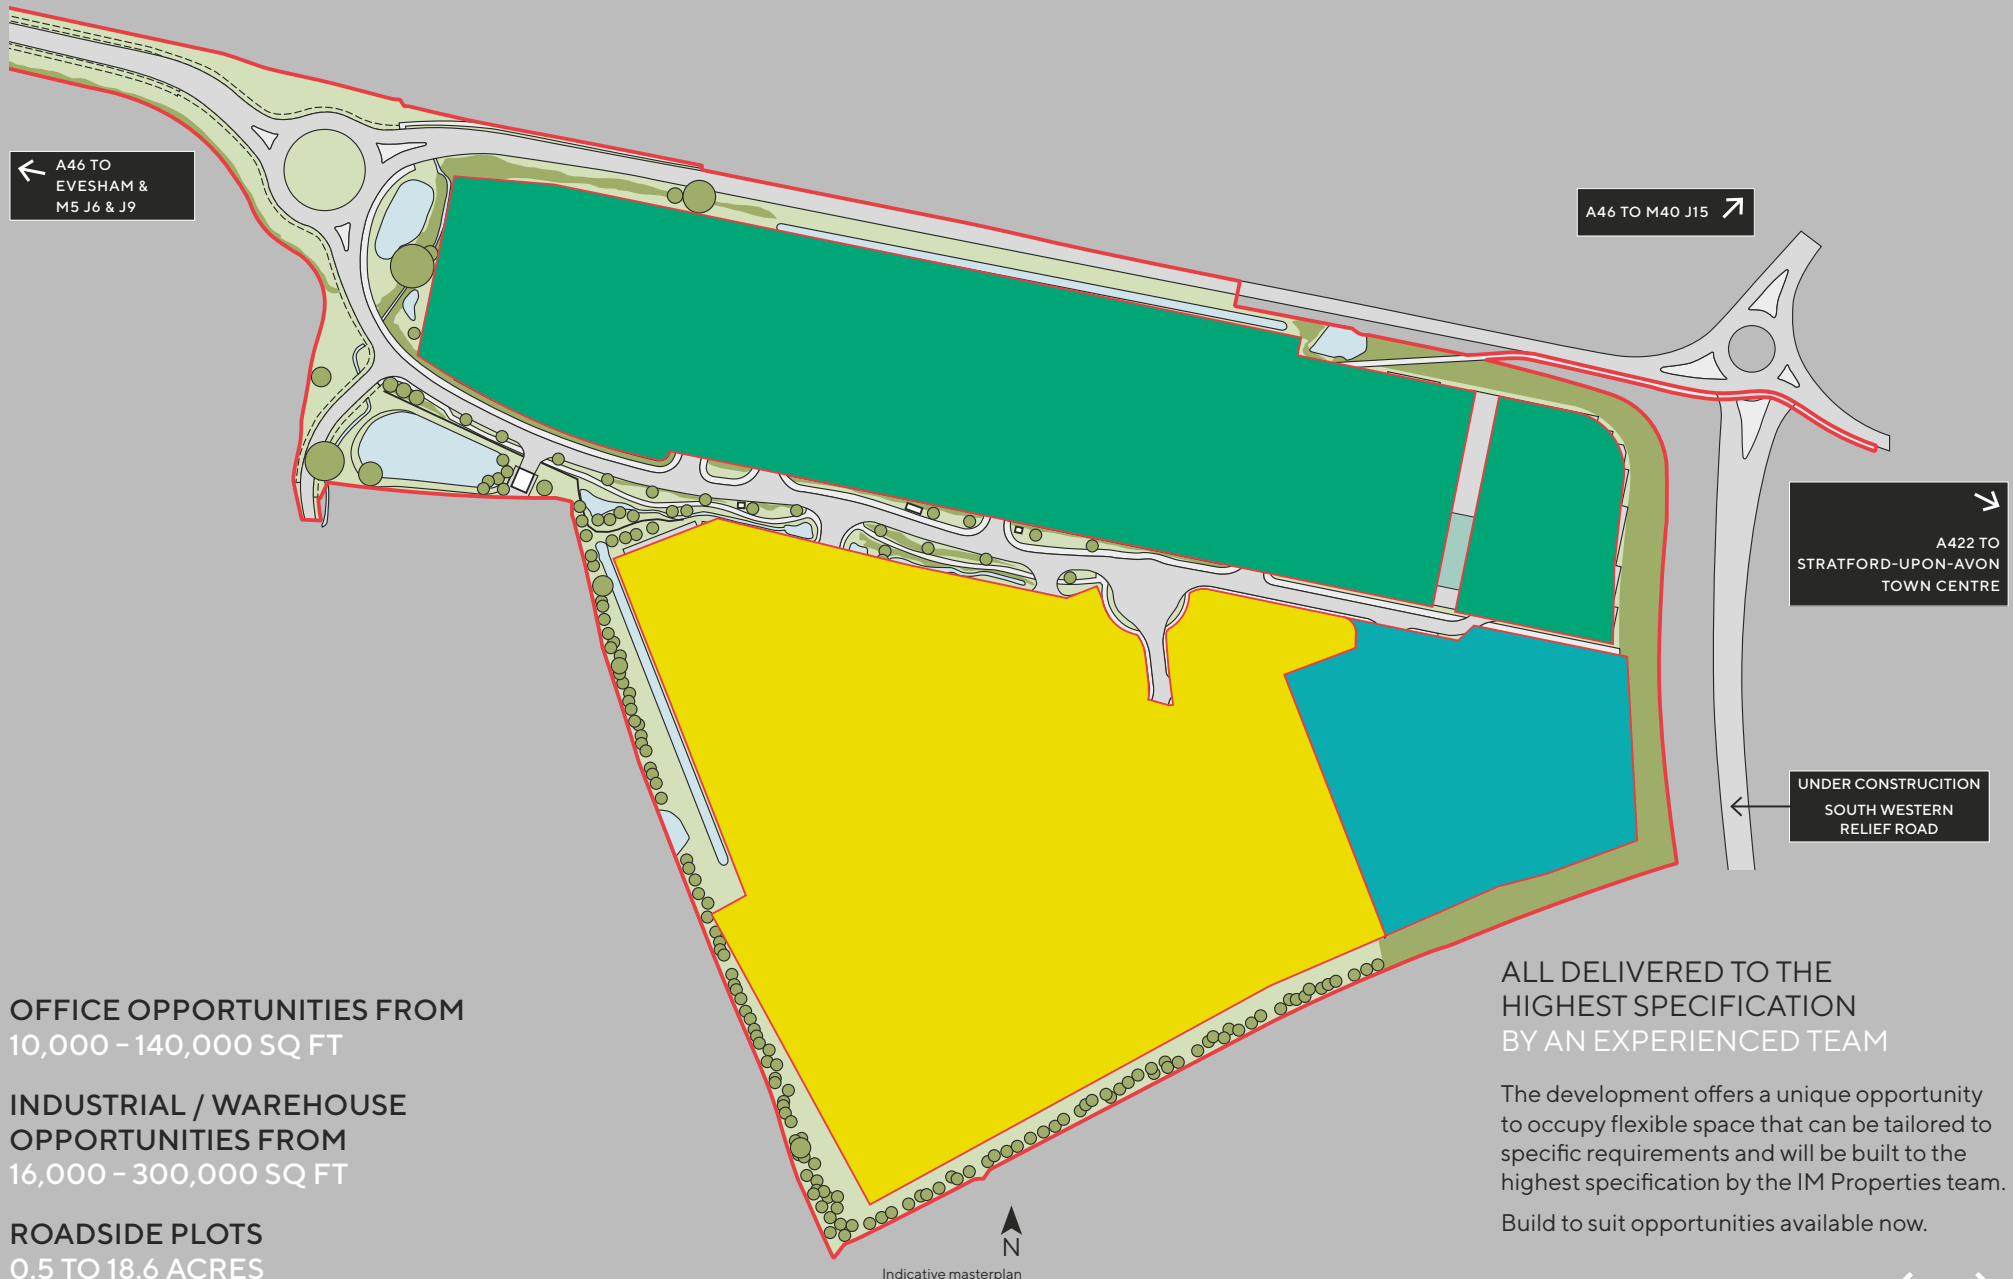 A46 TO
EVESHAM &
M5 J6 & J9
A46 TO M40 J15
A422 TO
STRATFORD-UPON-AVON
TOWN CENTRE
UNDER CONSTRUCITION
SOUTH WESTERN
RELIEF ROAD
OFFICE OPPORTUNITIES FROM
10,000 – 140,000 SQ FT
INDUSTRIAL / WAREHOUSE
OPPORTUNITIES FROM
16,000 – 300,000 SQ FT
ROADSIDE PLOTS
0.5 TO 18.6 ACRES
N
Indicative masterplan
ALL DELIVERED TO THE
HIGHEST SPECIFICATION
BY AN EXPERIENCED TEAM
The development offers a unique opportunity
to occupy flexible space that can be tailored to
specific requirements and will be built to the
highest specification by the IM Properties team.
Build to suit opportunities available now.